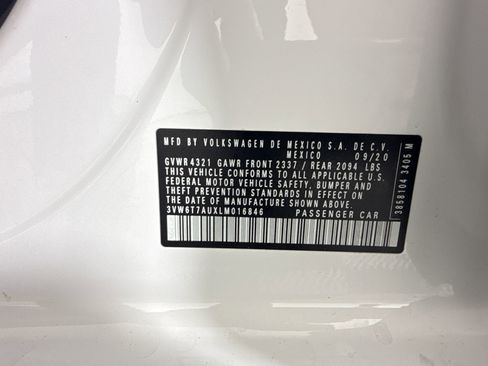 MFD BY VOLKSWAGEN DE MEXICO S.A. DE C.V.
MEXICO 09/20
GVWR 4321 GAWR FRONT 2337 / REAR 2094 LBS
THIS VEHICLE CONFORMS TO ALL APPLICABLE
FEDERAL MOTOR VEHICLE SAFETY, BUMPER AND
THEFT PREVENTION STANDARDS IN EFFECT ON
THE DATE OF MANUFACTURE SHOWN ABOVE.
3VW6T7AUXLM016846 PASSENGER CAR
3858104 3405 M